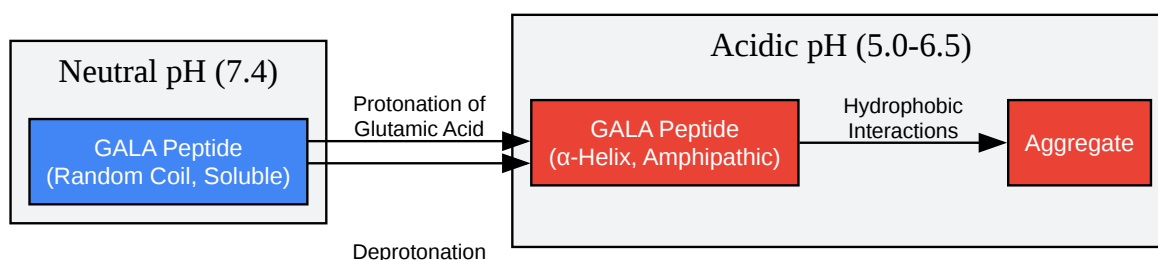 Neutral pH (7.4)
GALA Peptide
(Random Coil, Soluble)
Protonation of
Glutamic Acid
Deprotonation
Acidic pH (5.0-6.5)
GALA Peptide
(α-Helix, Amphipathic)
Hydrophobic
Interactions
Aggregate